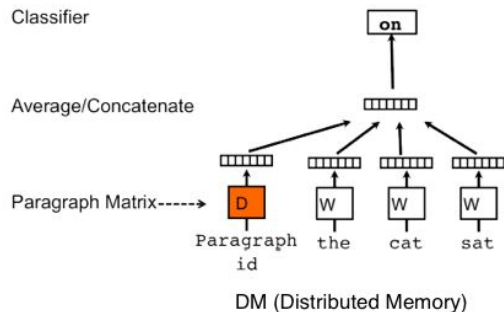 Classifier
on
Average/Concatenate
Paragraph Matrix
D
W
W
W
Paragraph
id
the
cat
sat
DM (Distributed Memory)